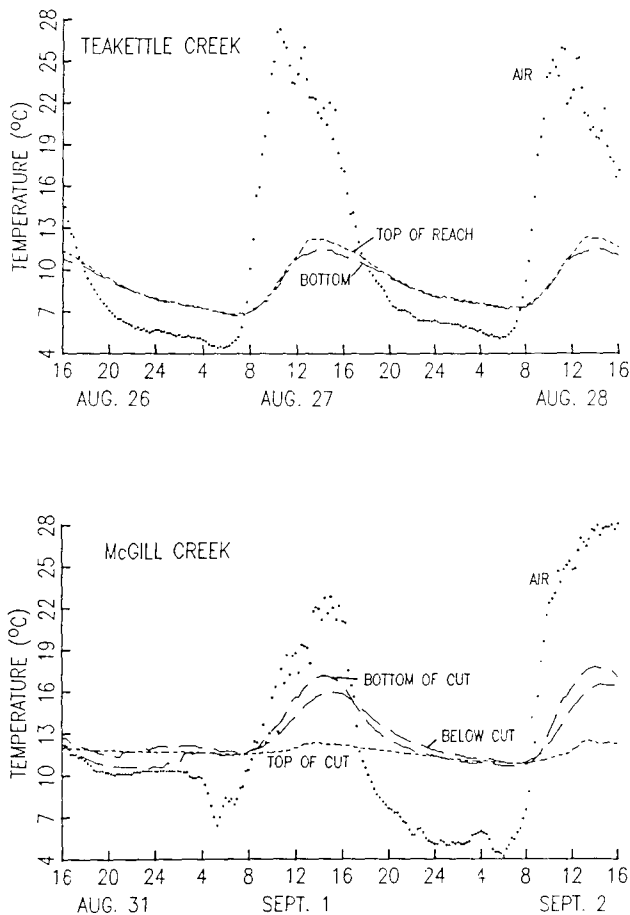 TEAKETTLE CREEK
TEMPERATURE (°C)
28
25
22
19
16
13
10
7
4
AIR
TOP OF REACH
BOTTOM
16 20 24 4 8 12 16 20 24 4 8 12 16
AUG. 26 AUG. 27 AUG. 28
McGILL CREEK
TEMPERATURE (°C)
28
25
22
19
16
13
10
7
4
AIR
BOTTOM OF CUT
BELOW CUT
TOP OF CUT
16 20 24 4 8 12 16 20 24 4 8 12 16
AUG. 31 SEPT. 1 SEPT. 2